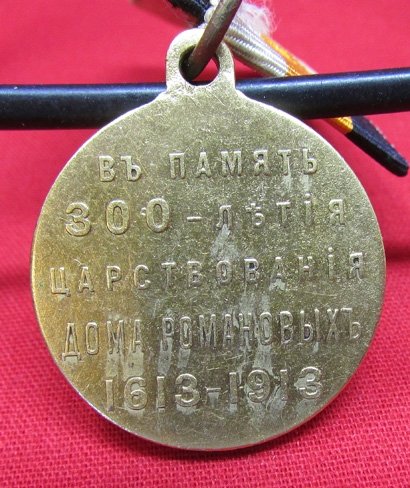 ВЪ ПАМЯТЬ
300-ЛѢТІЯ
ЦАРСТВОВАНІЯ
ДОМА РОМАНОВЫХЪ
1613-1913